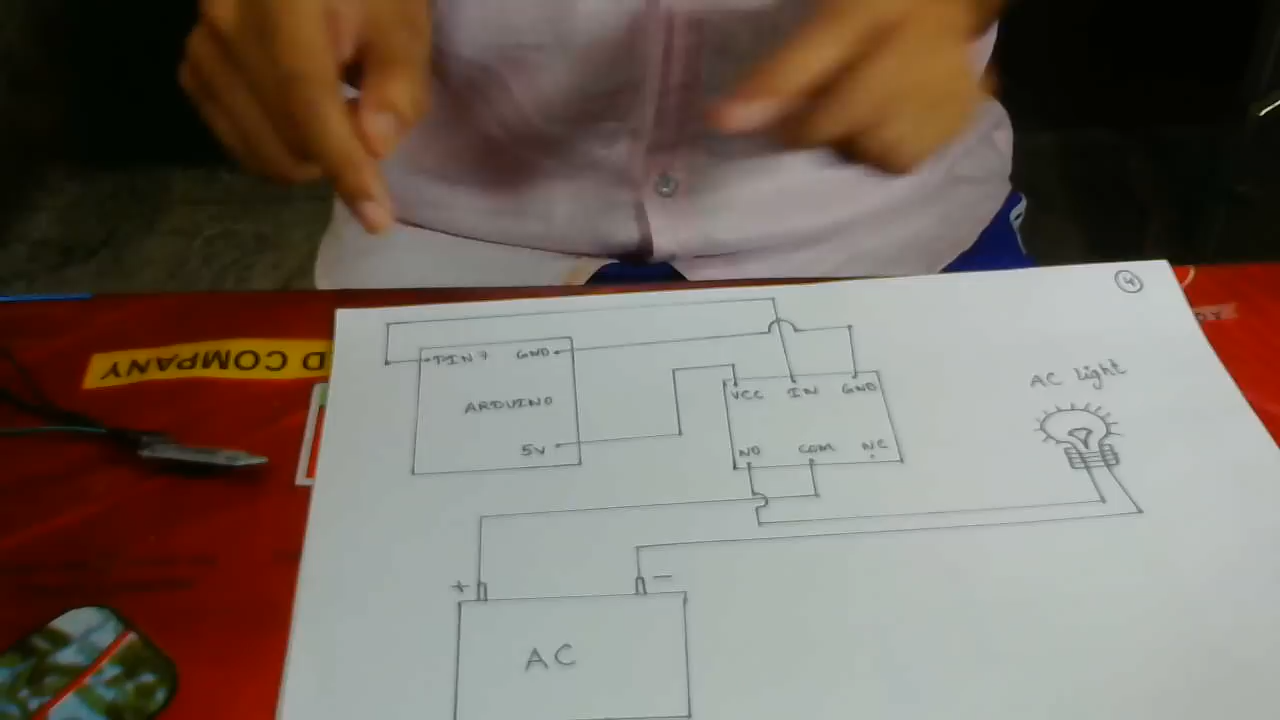 4
PIN 7 GND
ARDUINO
5V
VCC IN GND
NO COM NC
AC Light
+ -
AC
D COMPANY